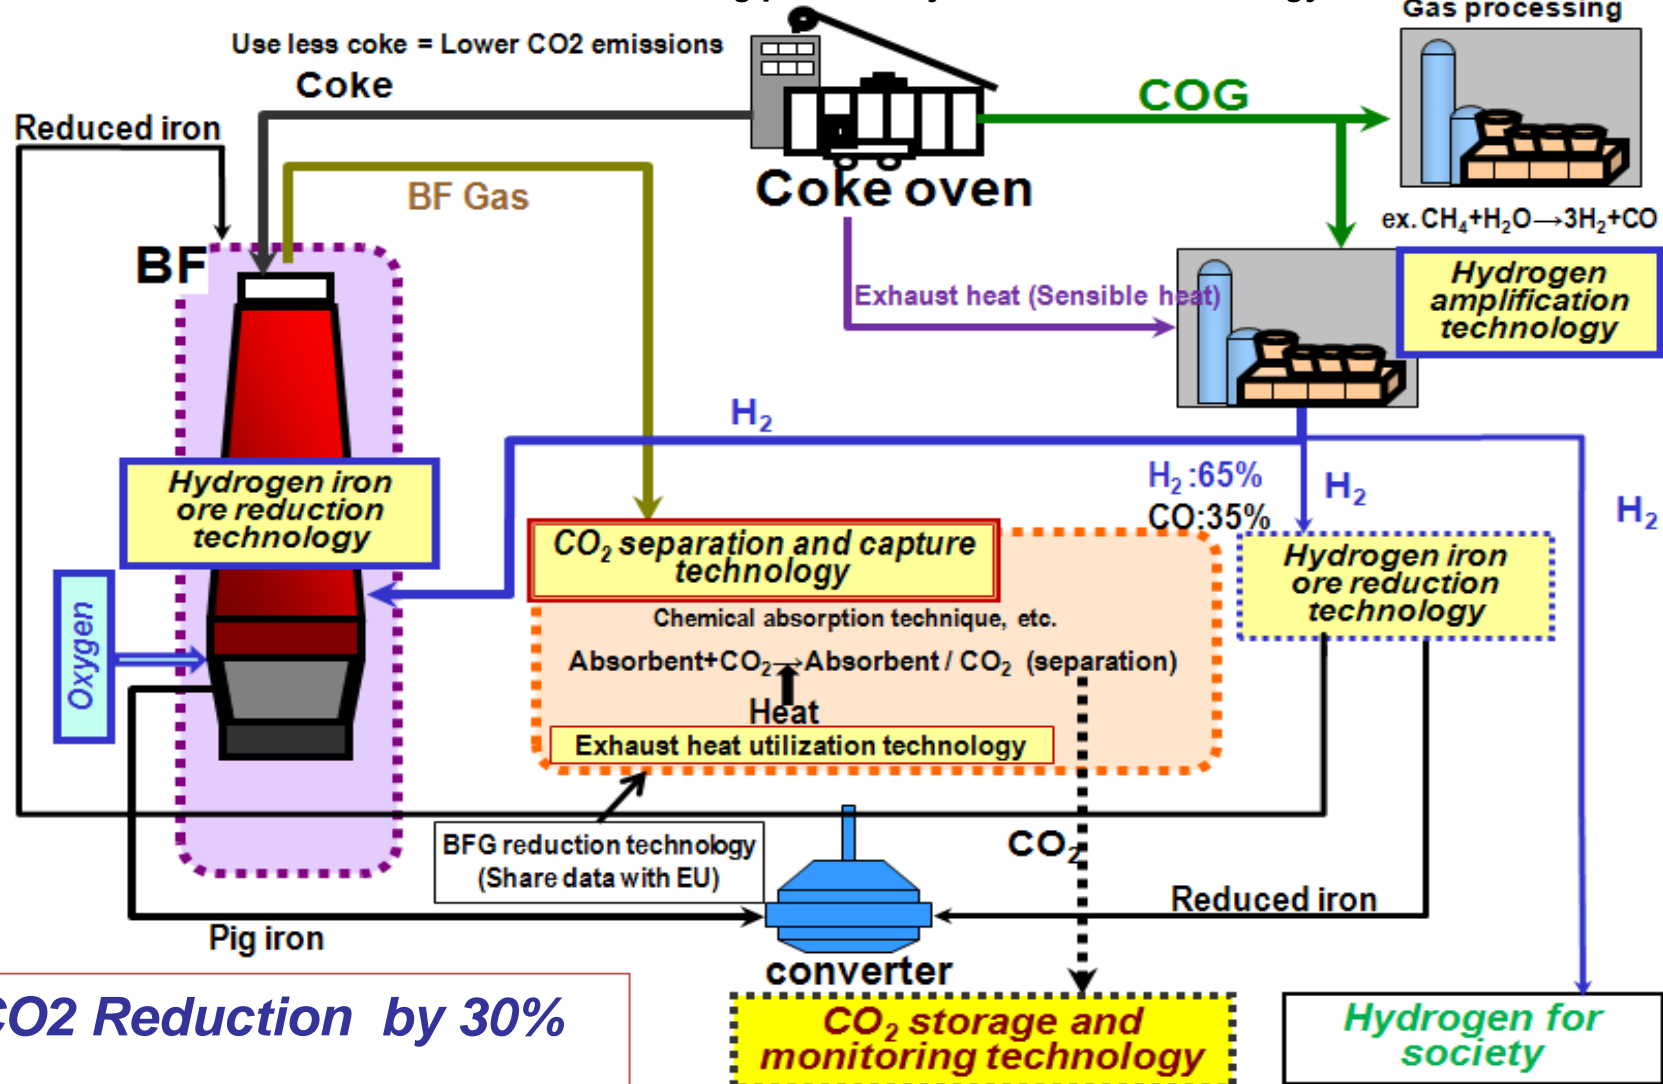 Gas processing
Use less coke = Lower CO2 emissions
Coke
COG
Reduced iron
Coke oven
BF Gas
ex. CH₄+H₂O→3H₂+CO
BF
Hydrogen
amplification
technology
Exhaust heat (Sensible heat)
H₂
Hydrogen iron
ore reduction
technology
H₂:65%
CO:35%
H₂
H₂
CO₂ separation and capture
technology
Hydrogen iron
ore reduction
technology
Oxygen
Chemical absorption technique, etc.
Absorbent+CO₂→Absorbent / CO₂ (separation)
Heat
Exhaust heat utilization technology
BFG reduction technology
(Share data with EU)
CO₂
Reduced iron
Pig iron
converter
CO2 Reduction by 30%
CO₂ storage and
monitoring technology
Hydrogen for
society